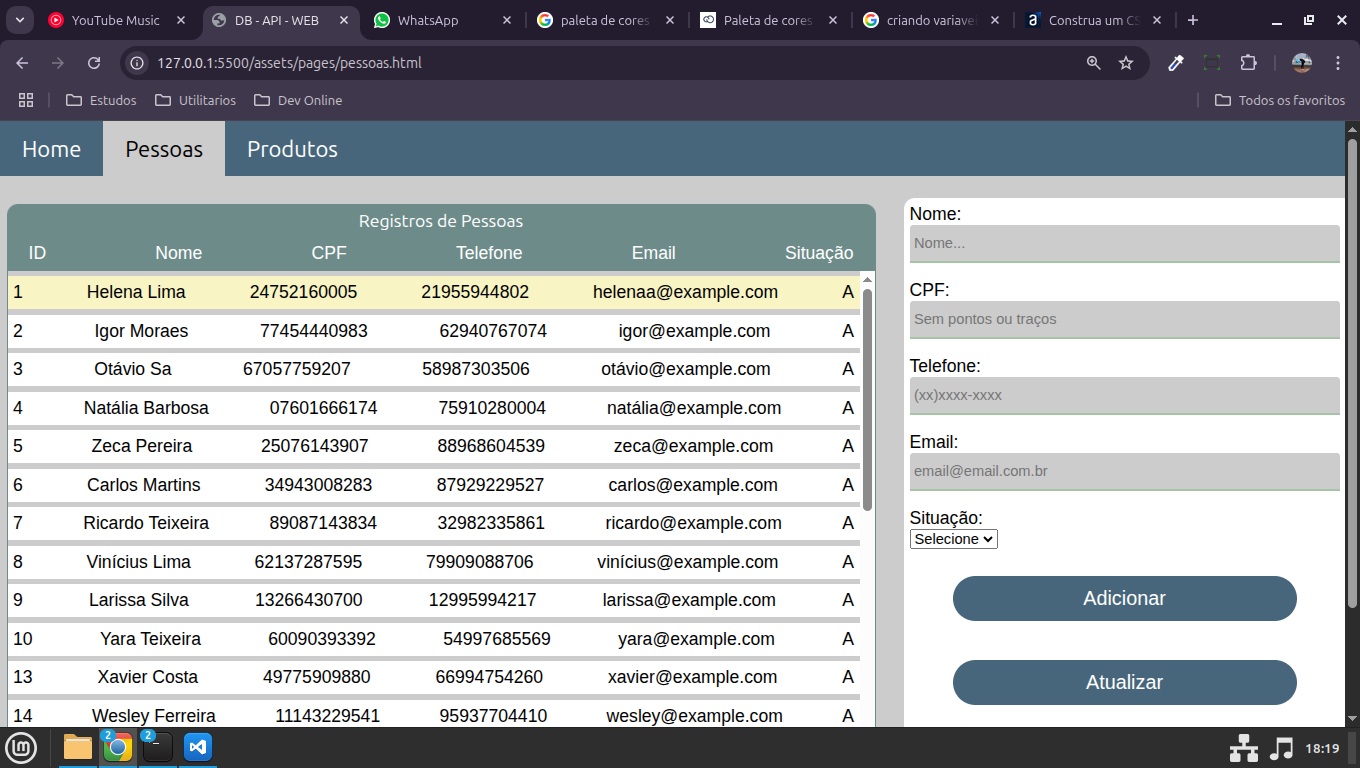 YouTube Music
DB - API - WEB
WhatsApp
paleta de cores
Paleta de cores
criando variavei
Construa um CS
127.0.0.1:5500/assets/pages/pessoas.html
Estudos
Utilitarios
Dev Online
Todos os favoritos
Home
Pessoas
Produtos
Registros de Pessoas
ID Nome CPF Telefone Email Situação
1 Helena Lima 24752160005 21955944802 helenaa@example.com A
2 Igor Moraes 77454440983 62940767074 igor@example.com A
3 Otávio Sa 67057759207 58987303506 otávio@example.com A
4 Natália Barbosa 07601666174 75910280004 natália@example.com A
5 Zeca Pereira 25076143907 88968604539 zeca@example.com A
6 Carlos Martins 34943008283 87929229527 carlos@example.com A
7 Ricardo Teixeira 89087143834 32982335861 ricardo@example.com A
8 Vinícius Lima 62137287595 79909088706 vinícius@example.com A
9 Larissa Silva 13266430700 12995994217 larissa@example.com A
10 Yara Teixeira 60090393392 54997685569 yara@example.com A
13 Xavier Costa 49775909880 66994754260 xavier@example.com A
14 Wesley Ferreira 11143229541 95937704410 wesley@example.com A
Nome:
Nome...
CPF:
Sem pontos ou traços
Telefone:
(xx)xxxx-xxxx
Email:
email@email.com.br
Situação:
Selecione
Adicionar
Atualizar
2
2
18:19